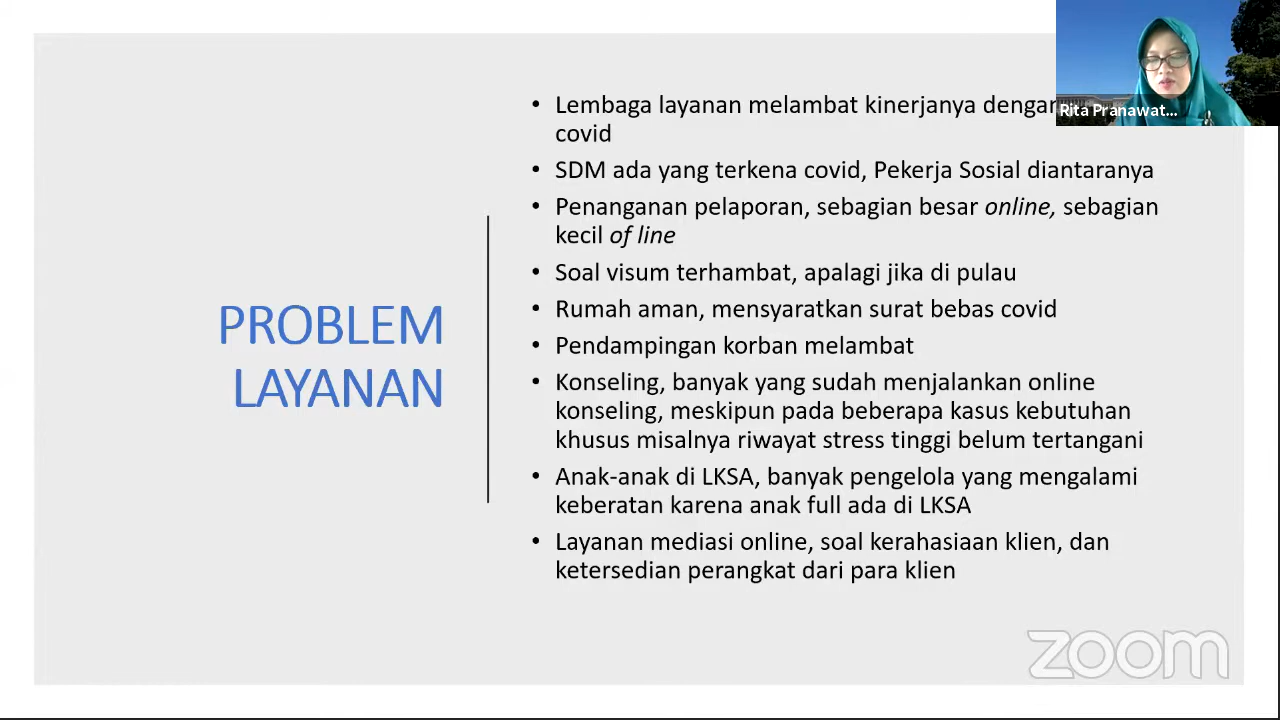 PROBLEM
LAYANAN
• Lembaga layanan melambat kinerjanya dengan
covid
• SDM ada yang terkena covid, Pekerja Sosial diantaranya
• Penanganan pelaporan, sebagian besar online, sebagian
kecil of line
• Soal visum terhambat, apalagi jika di pulau
• Rumah aman, mensyaratkan surat bebas covid
• Pendampingan korban melambat
• Konseling, banyak yang sudah menjalankan online
konseling, meskipun pada beberapa kasus kebutuhan
khusus misalnya riwayat stress tinggi belum tertangani
• Anak-anak di LKSA, banyak pengelola yang mengalami
keberatan karena anak full ada di LKSA
• Layanan mediasi online, soal kerahasiaan klien, dan
ketersedian perangkat dari para klien
Rita Pranawat...
zoom